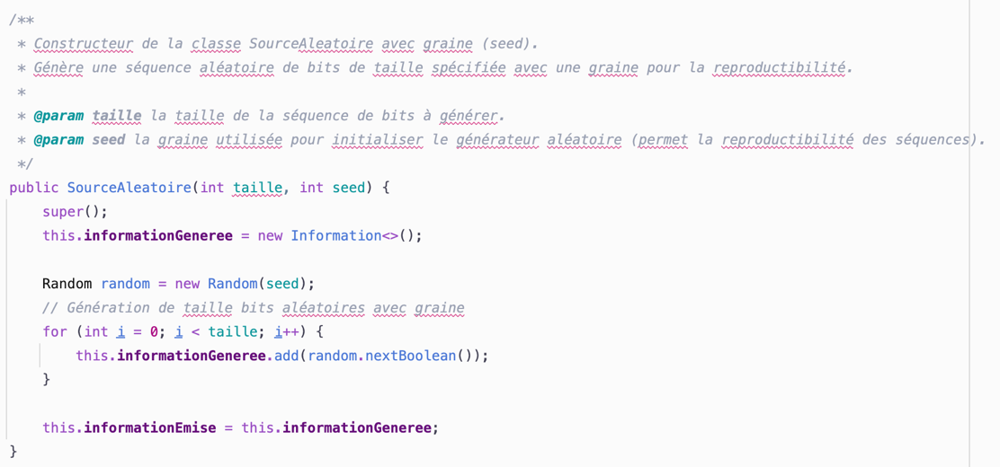 /**
 * Constructeur de la classe SourceAleatoire avec graine (seed).
 * Génère une séquence aléatoire de bits de taille spécifiée avec une graine pour la reproductibilité.
 *
 * @param taille la taille de la séquence de bits à générer.
 * @param seed la graine utilisée pour initialiser le générateur aléatoire (permet la reproductibilité des séquences).
 */
public SourceAleatoire(int taille, int seed) {
    super();
    this.informationGeneree = new Information<>();

    Random random = new Random(seed);
    // Génération de taille bits aléatoires avec graine
    for (int i = 0; i < taille; i++) {
        this.informationGeneree.add(random.nextBoolean());
    }

    this.informationEmise = this.informationGeneree;
}